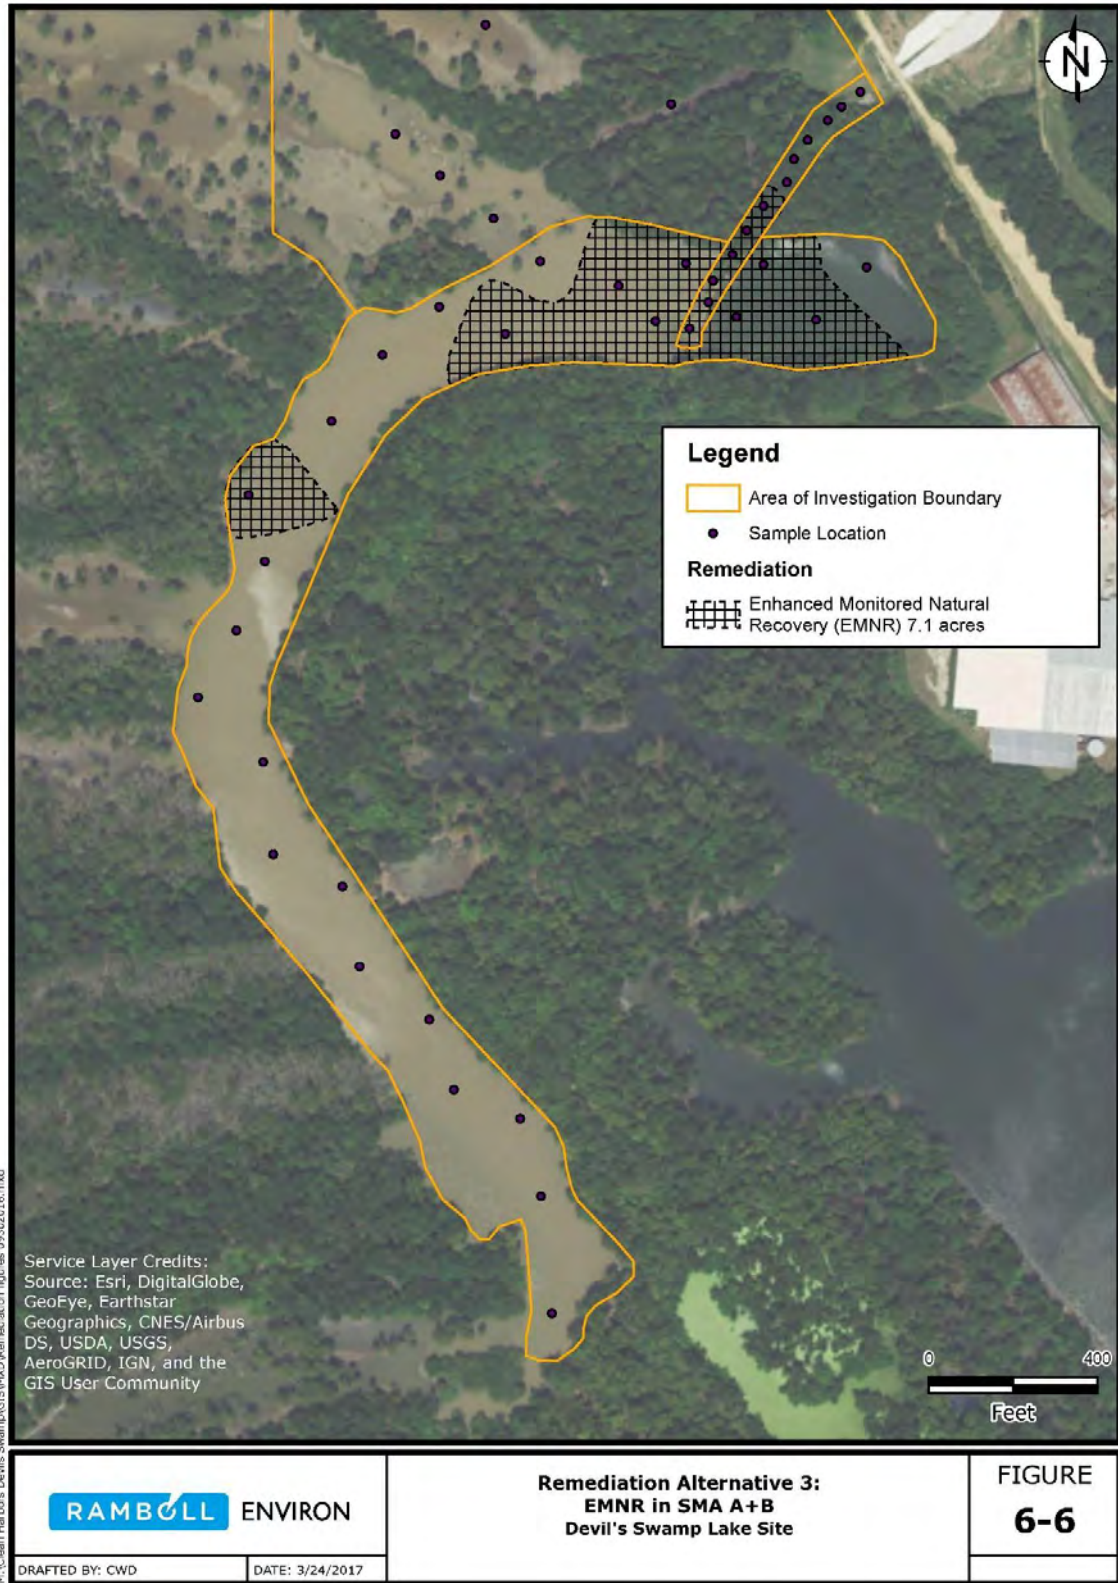 N
Legend
Area of Investigation Boundary
Sample Location
Remediation
Enhanced Monitored Natural
Recovery (EMNR) 7.1 acres
Service Layer Credits:
Source: Esri, DigitalGlobe,
GeoEye, Earthstar
Geographics, CNES/Airbus
DS, USDA, USGS,
AeroGRID, IGN, and the
GIS User Community
0 400
Feet
RAMBOLL ENVIRON
DRAFTED BY: CWD
DATE: 3/24/2017
Remediation Alternative 3:
EMNR in SMA A+B
Devil's Swamp Lake Site
FIGURE
6-6